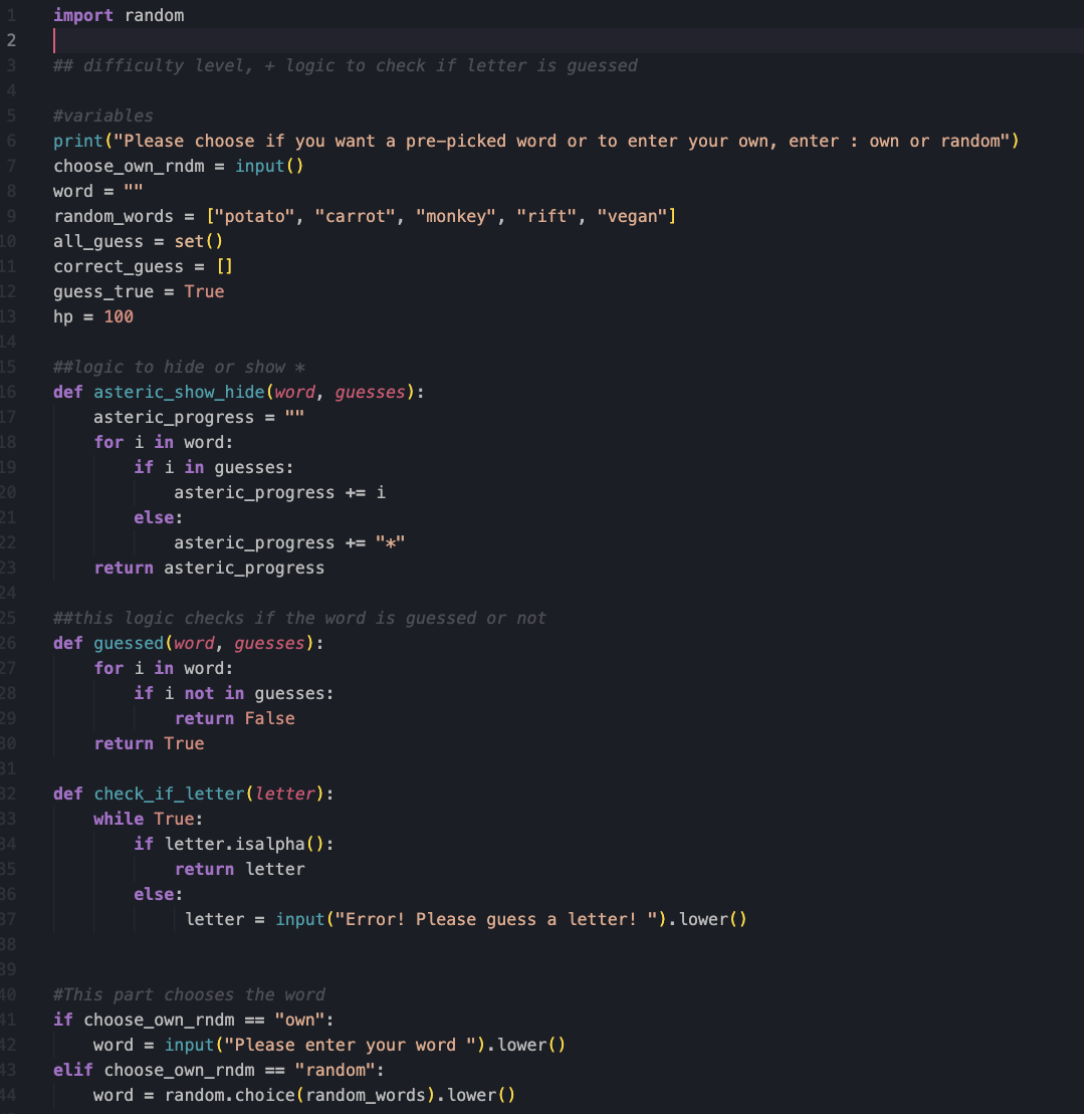 1 import random
2
3 ## difficulty level, + logic to check if letter is guessed
4
5 #variables
6 print("Please choose if you want a pre-picked word or to enter your own, enter : own or random")
7 choose_own_rndm = input()
8 word = ""
9 random_words = ["potato", "carrot", "monkey", "rift", "vegan"]
10 all_guess = set()
11 correct_guess = []
12 guess_true = True
13 hp = 100
14
15 ##logic to hide or show *
16 def asteric_show_hide(word, guesses):
17     asteric_progress = ""
18     for i in word:
19         if i in guesses:
20             asteric_progress += i
21         else:
22             asteric_progress += "*"
23     return asteric_progress
24
25 ##this logic checks if the word is guessed or not
26 def guessed(word, guesses):
27     for i in word:
28         if i not in guesses:
29             return False
30     return True
31
32 def check_if_letter(letter):
33     while True:
34         if letter.isalpha():
35             return letter
36         else:
37              letter = input("Error! Please guess a letter! ").lower()
38
39
40 #This part chooses the word
41 if choose_own_rndm == "own":
42     word = input("Please enter your word ").lower()
43 elif choose_own_rndm == "random":
44     word = random.choice(random_words).lower()